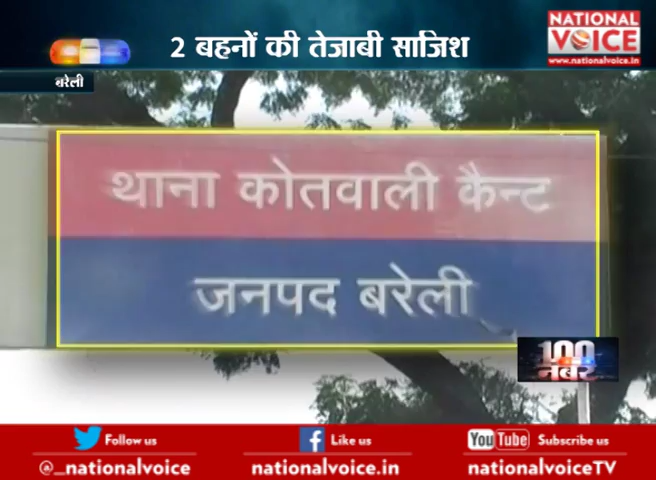 2 बहनों की तेजाबी साजिश
NATIONAL
VOICE
www.nationalvoice.in
बरेली
थाना कोतवाली कैन्ट
जनपद बरेली
100
नंबर
Follow us
@_nationalvoice
Like us
nationalvoice.in
YouTube Subscribe us
nationalvoiceTV